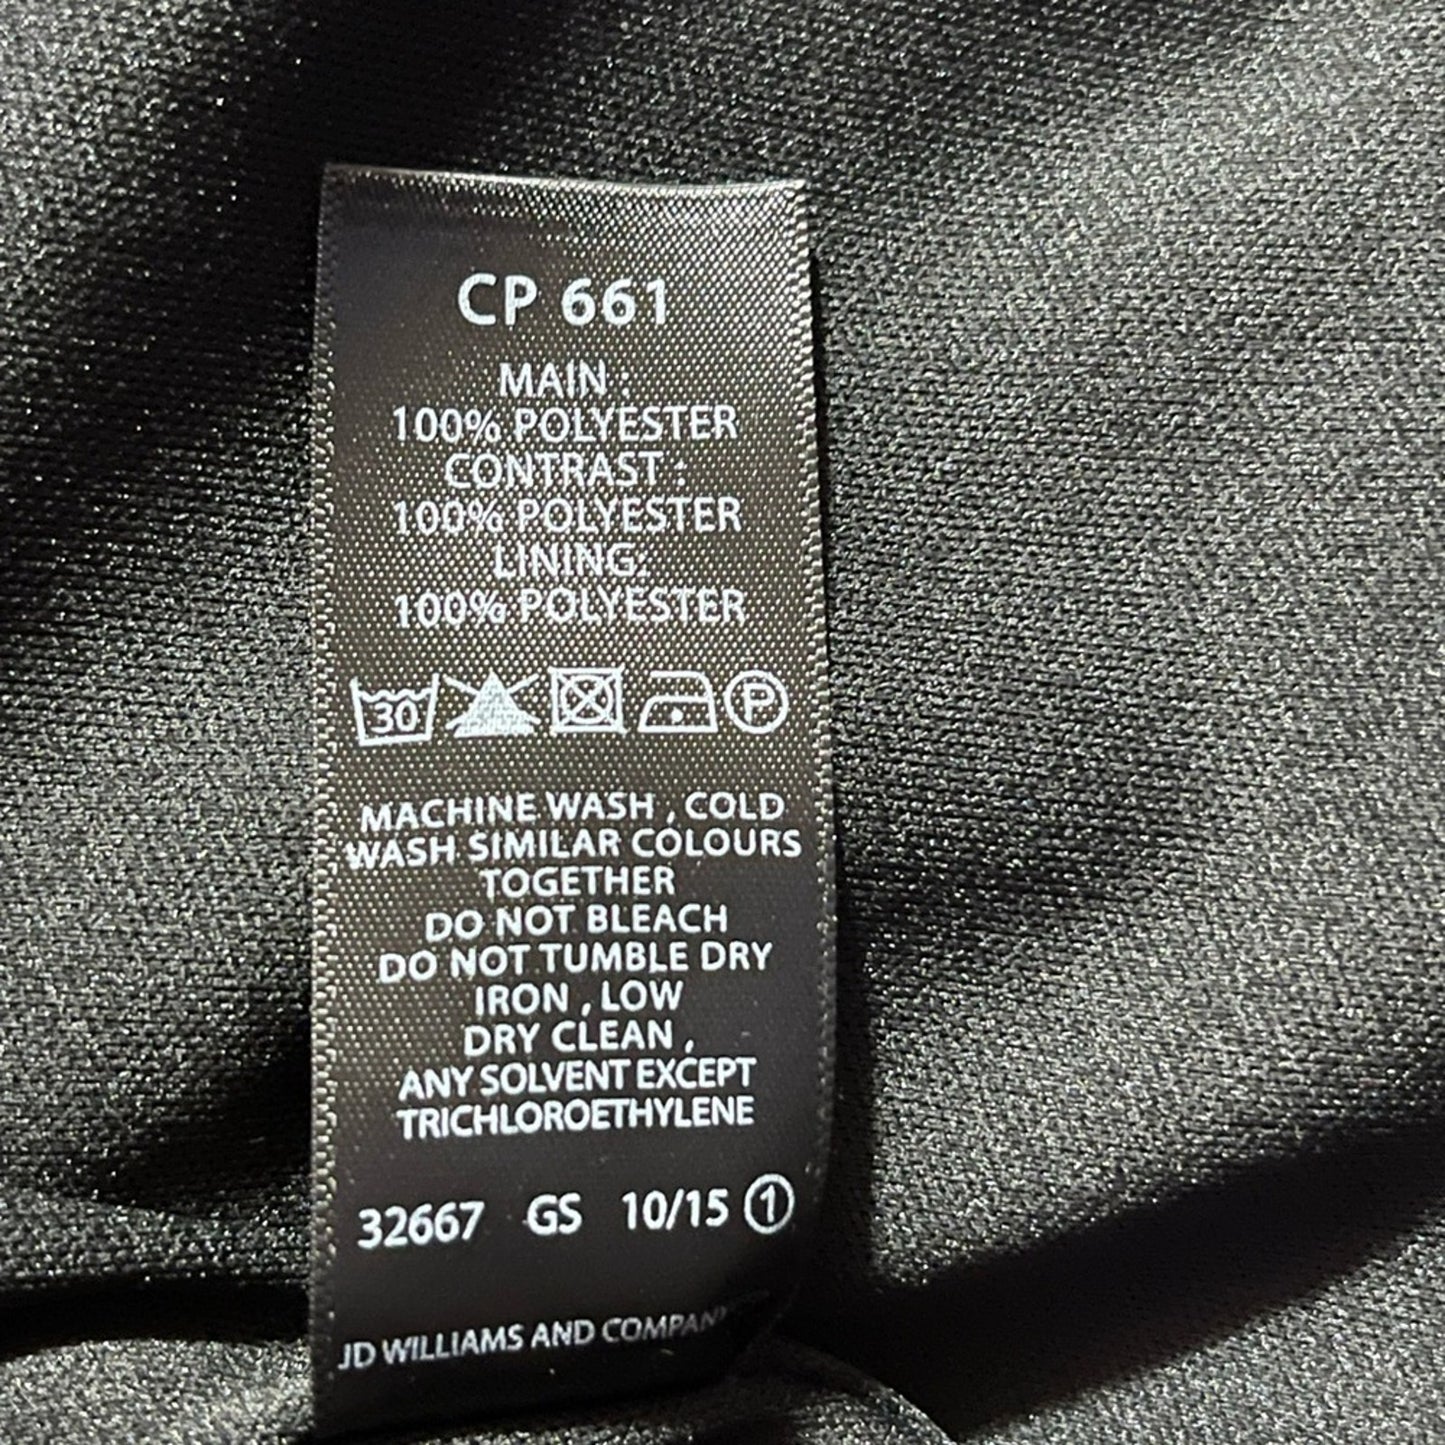 CP 661
MAIN :
100% POLYESTER
CONTRAST :
100% POLYESTER
LINING:
100% POLYESTER
30 P
MACHINE WASH , COLD
WASH SIMILAR COLOURS
TOGETHER
DO NOT BLEACH
DO NOT TUMBLE DRY
IRON , LOW
DRY CLEAN ,
ANY SOLVENT EXCEPT
TRICHLOROETHYLENE
32667 GS 10/15 1
JD WILLIAMS AND COMPANY